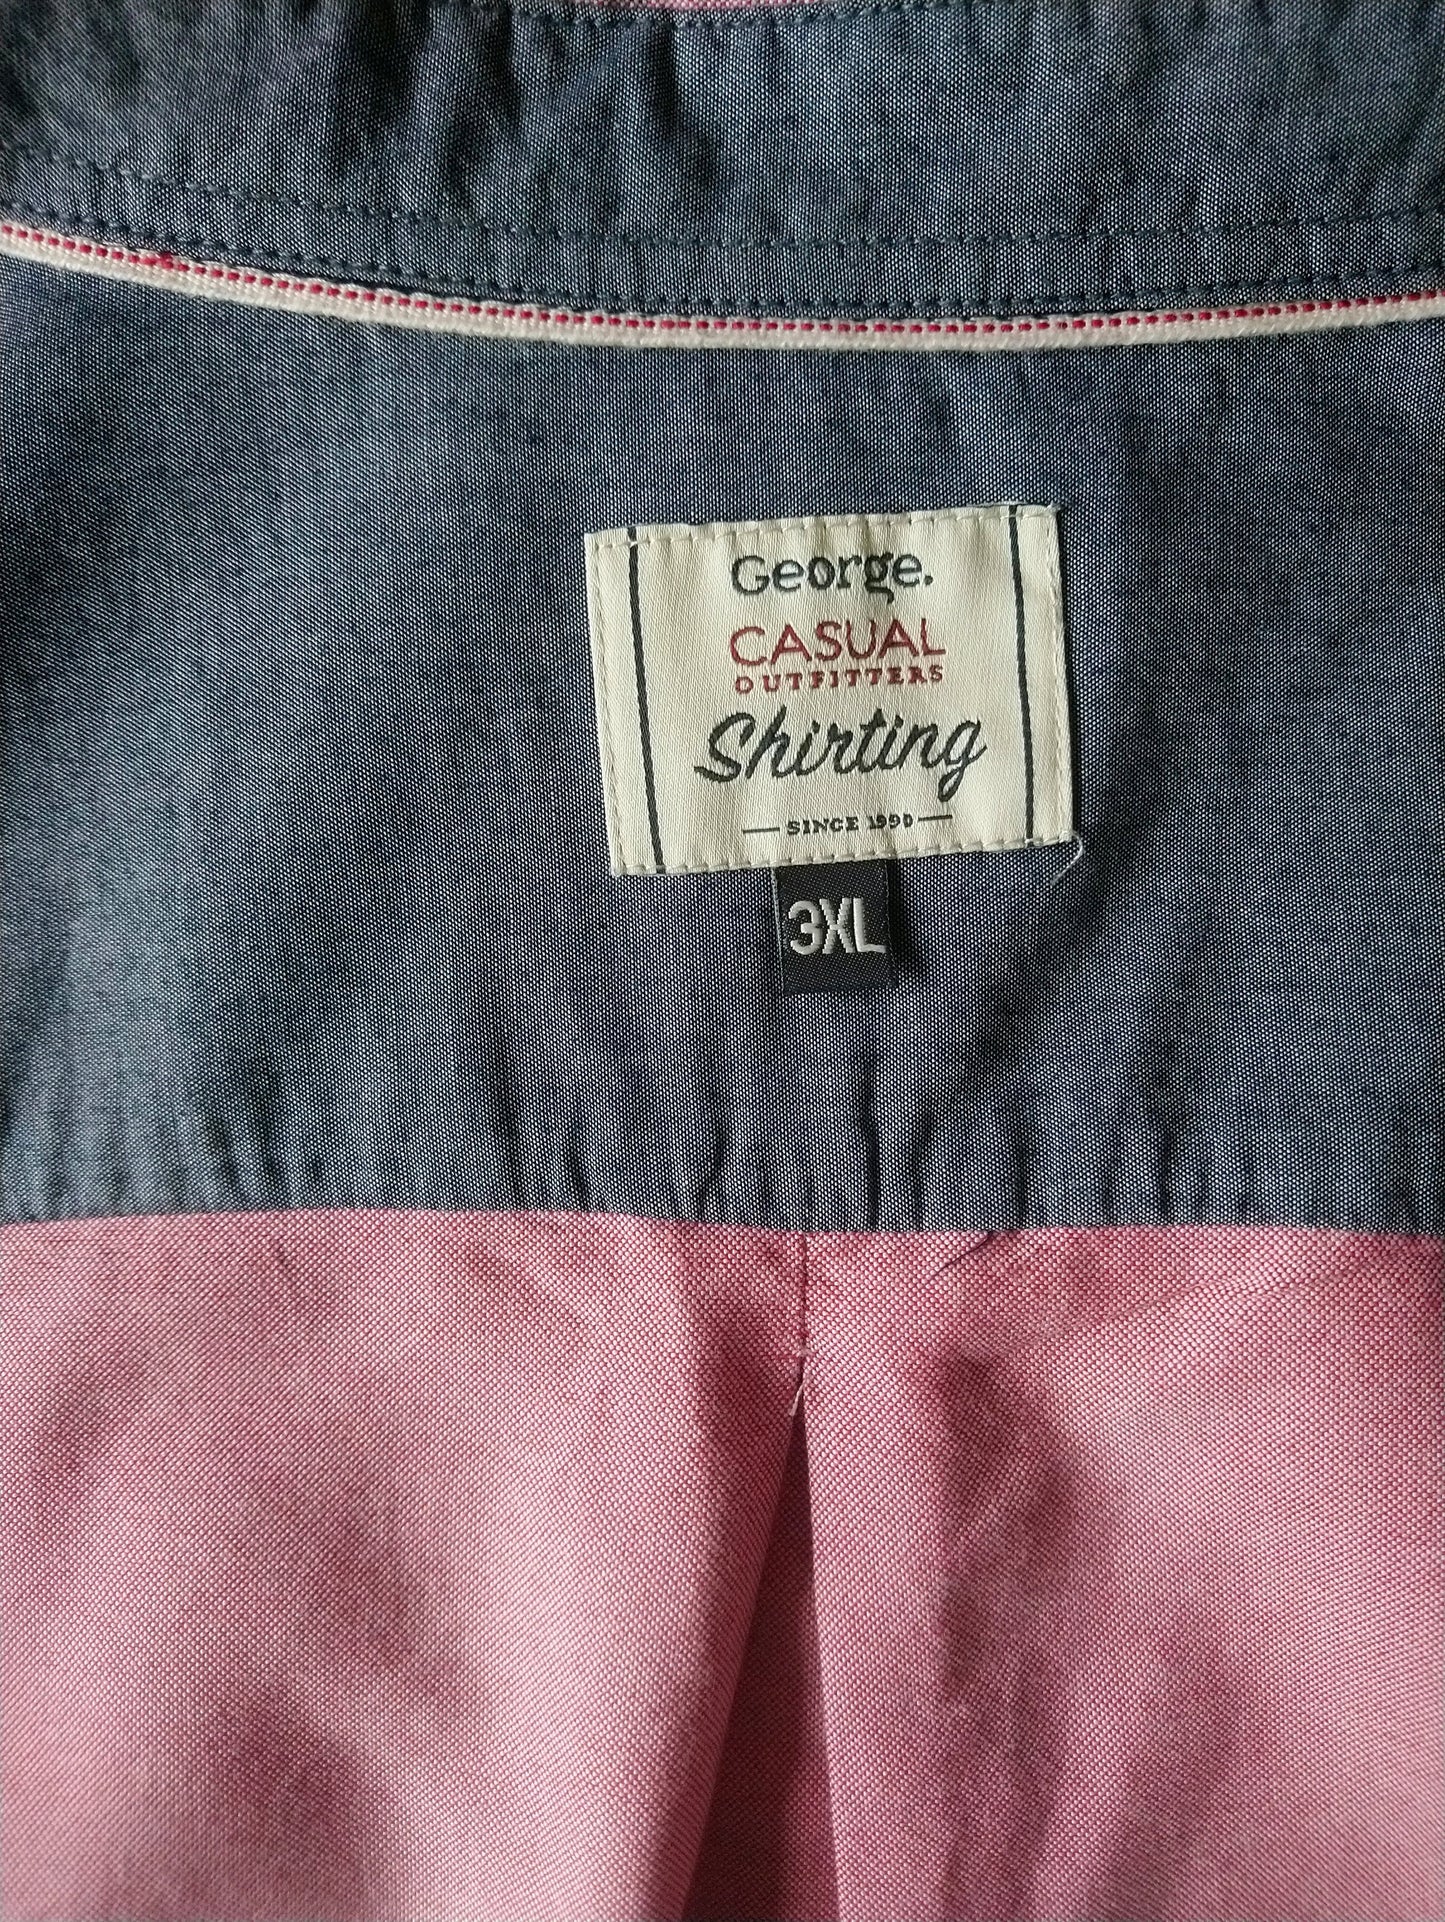 George.
CASUAL
OUTFITTERS
Shirting
SINCE 1990
3XL